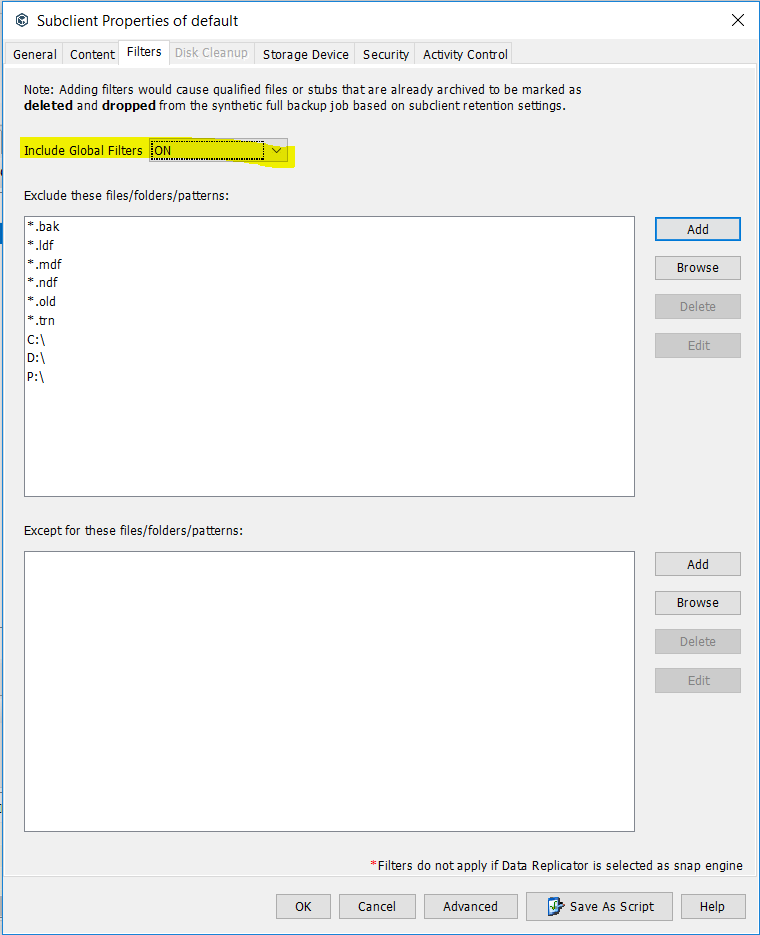 Subclient Properties of default
General Content Filters Disk Cleanup Storage Device Security Activity Control
Note: Adding filters would cause qualified files or stubs that are already archived to be marked as
deleted and dropped from the synthetic full backup job based on subclient retention settings.
Include Global Filters ON
Exclude these files/folders/patterns:
*.bak
*.ldf
*.mdf
*.ndf
*.old
*.trn
C:\
D:\
P:\
Add
Browse
Delete
Edit
Except for these files/folders/patterns:
Add
Browse
Delete
Edit
*Filters do not apply if Data Replicator is selected as snap engine
OK Cancel Advanced Save As Script Help